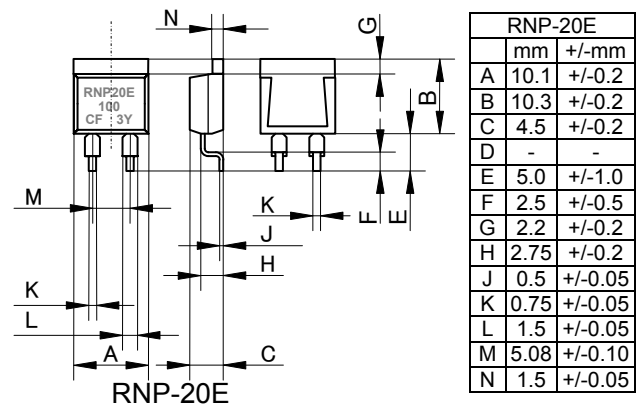 N
G
B
RNP20E
100
CF 3Y
M
K
F
E
J
H
K
L
A
C
RNP-20E
RNP-20E
mm +/-mm
A 10.1 +/-0.2
B 10.3 +/-0.2
C 4.5 +/-0.2
D - -
E 5.0 +/-1.0
F 2.5 +/-0.5
G 2.2 +/-0.2
H 2.75 +/-0.2
J 0.5 +/-0.05
K 0.75 +/-0.05
L 1.5 +/-0.05
M 5.08 +/-0.10
N 1.5 +/-0.05